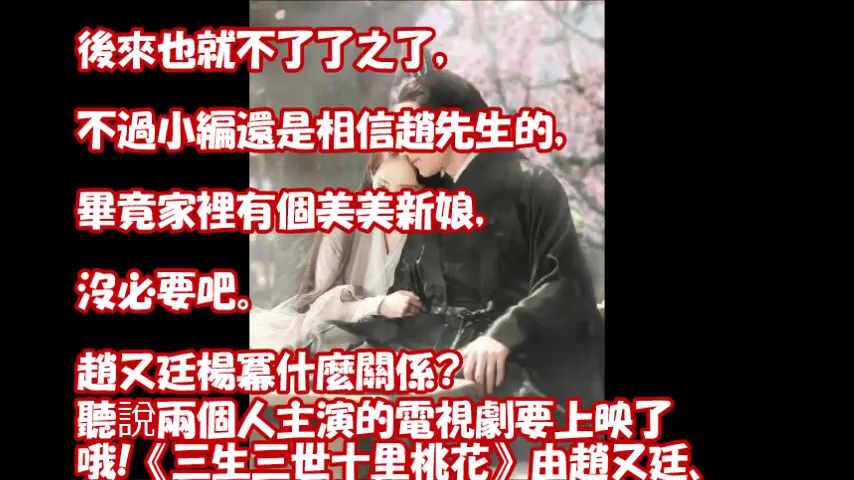 後來也就不了了之了,
不過小編還是相信趙先生的,
畢竟家裡有個美美新娘,
沒必要吧。
趙又廷楊冪什麼關係?
聽說兩個人主演的電視劇要上映了
哦!《三生三世十里桃花》由趙又廷、